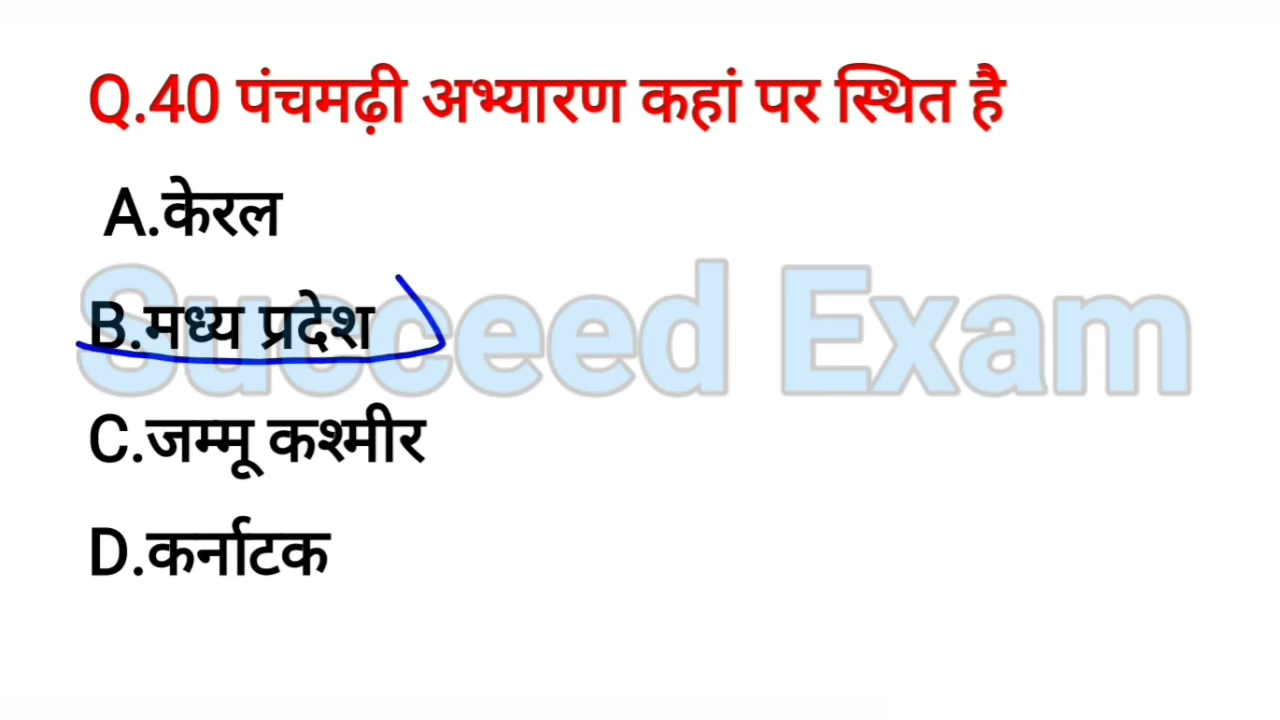 Q.40 पंचमढ़ी अभ्यारण कहां पर स्थित है
A.केरल
B.मध्य प्रदेश
Succeed Exam
C.जम्मू कश्मीर
D.कर्नाटक